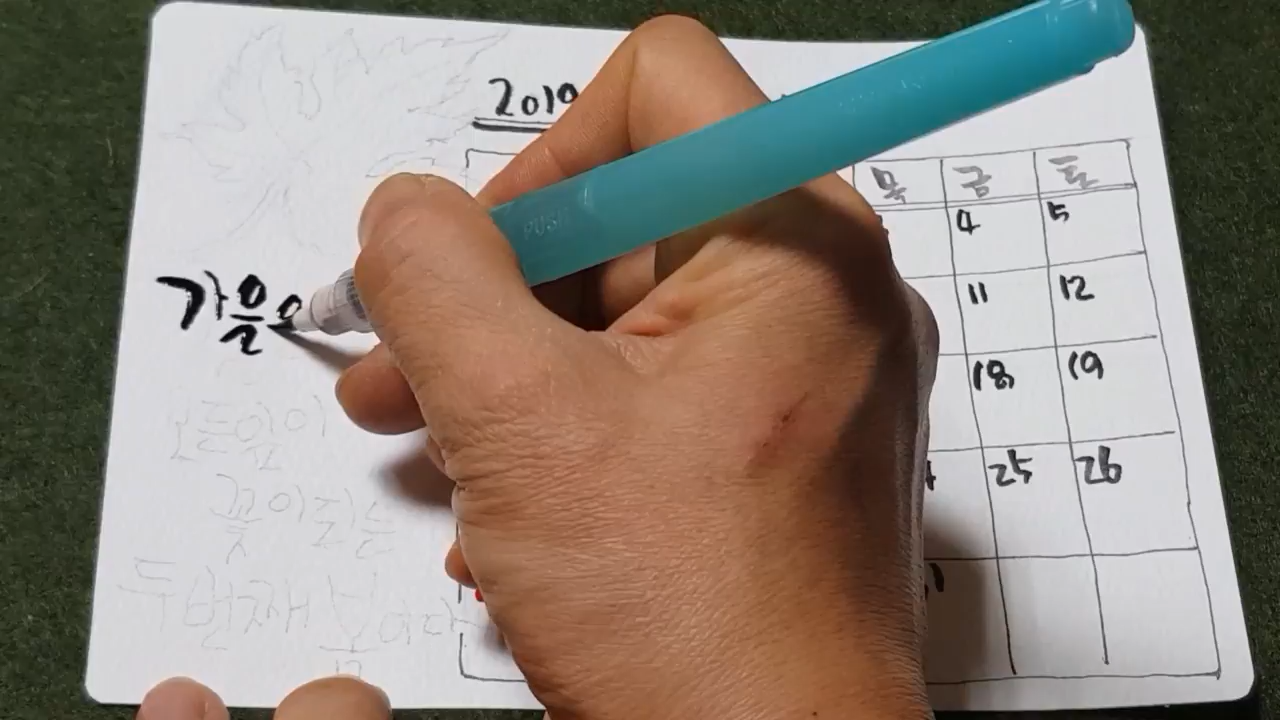 2019
목 금 토
4 5
11 12
18 19
25 26
가을
모든잎이
꽃이되는
두번째 봄이다
PUSH